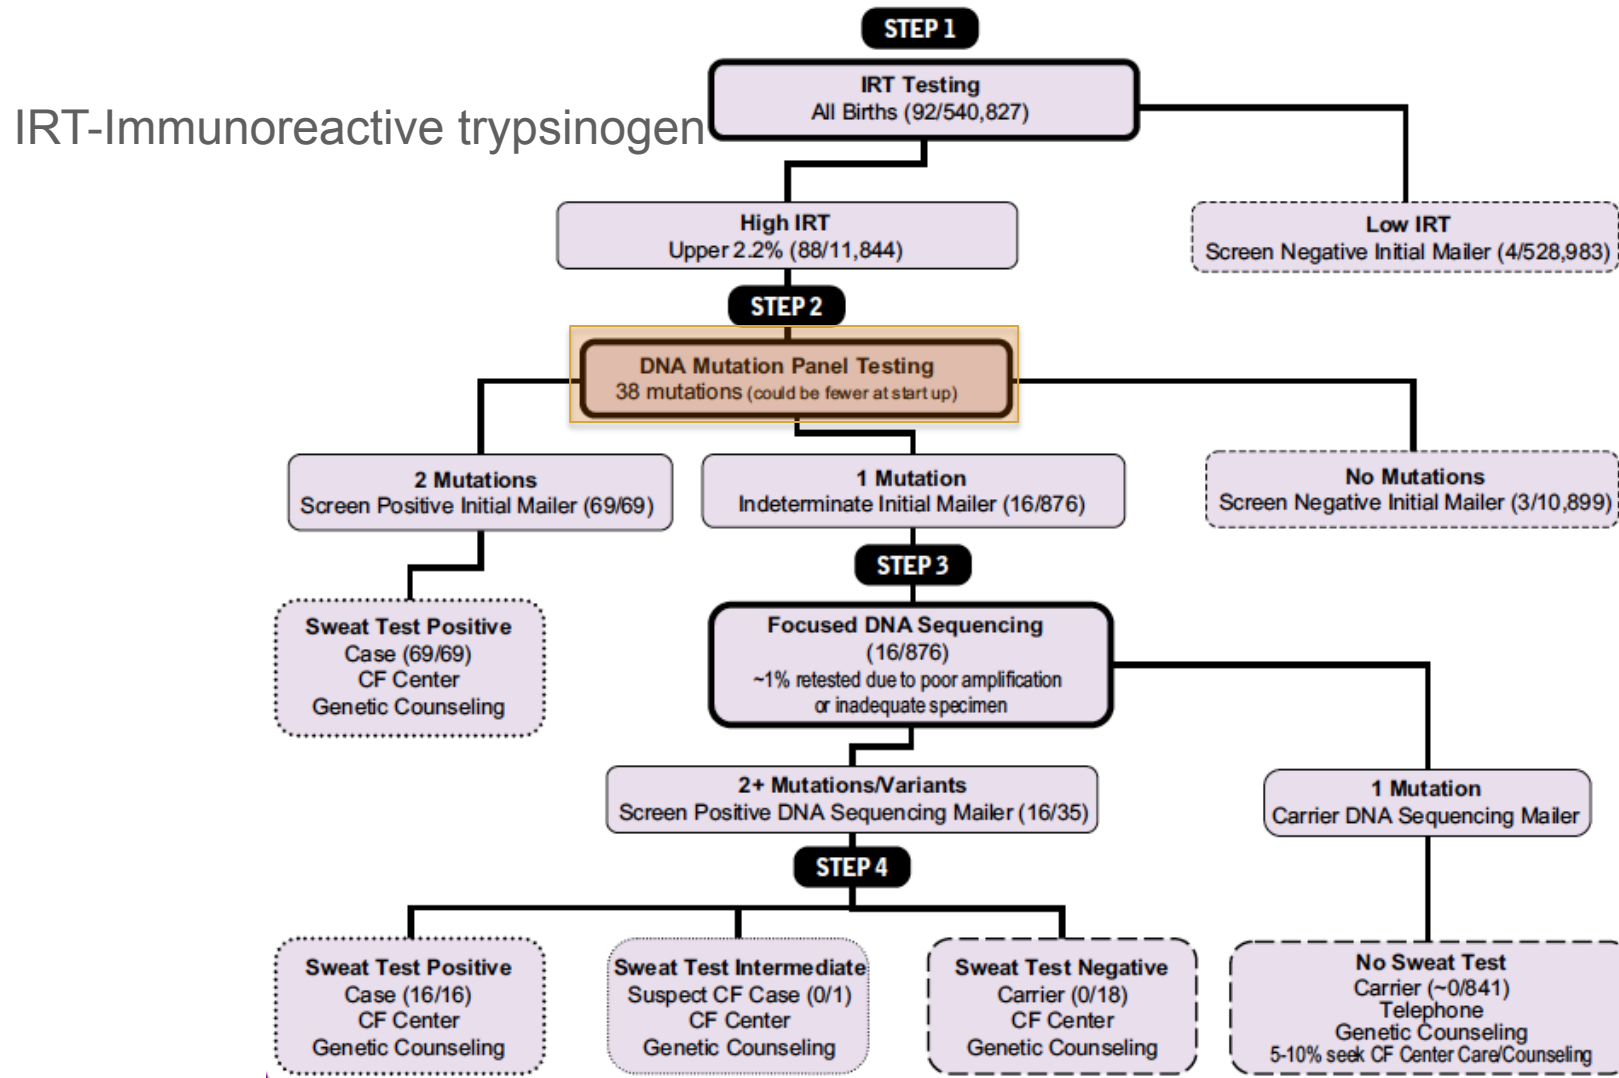 STEP 1
IRT Testing
All Births (92/540,827)
IRT-Immunoreactive trypsinogen
High IRT
Upper 2.2% (88/11,844)
Low IRT
Screen Negative Initial Mailer (4/528,983)
STEP 2
DNA Mutation Panel Testing
38 mutations (could be fewer at start up)
2 Mutations
Screen Positive Initial Mailer (69/69)
1 Mutation
Indeterminate Initial Mailer (16/876)
No Mutations
Screen Negative Initial Mailer (3/10,899)
STEP 3
Sweat Test Positive
Case (69/69)
CF Center
Genetic Counseling
Focused DNA Sequencing
(16/876)
~1% retested due to poor amplification
or inadequate specimen
2+ Mutations/Variants
Screen Positive DNA Sequencing Mailer (16/35)
1 Mutation
Carrier DNA Sequencing Mailer
STEP 4
Sweat Test Positive
Case (16/16)
CF Center
Genetic Counseling
Sweat Test Intermediate
Suspect CF Case (0/1)
CF Center
Genetic Counseling
Sweat Test Negative
Carrier (0/18)
CF Center
Genetic Counseling
No Sweat Test
Carrier (~0/841)
Telephone
Genetic Counseling
5-10% seek CF Center Care/Counseling